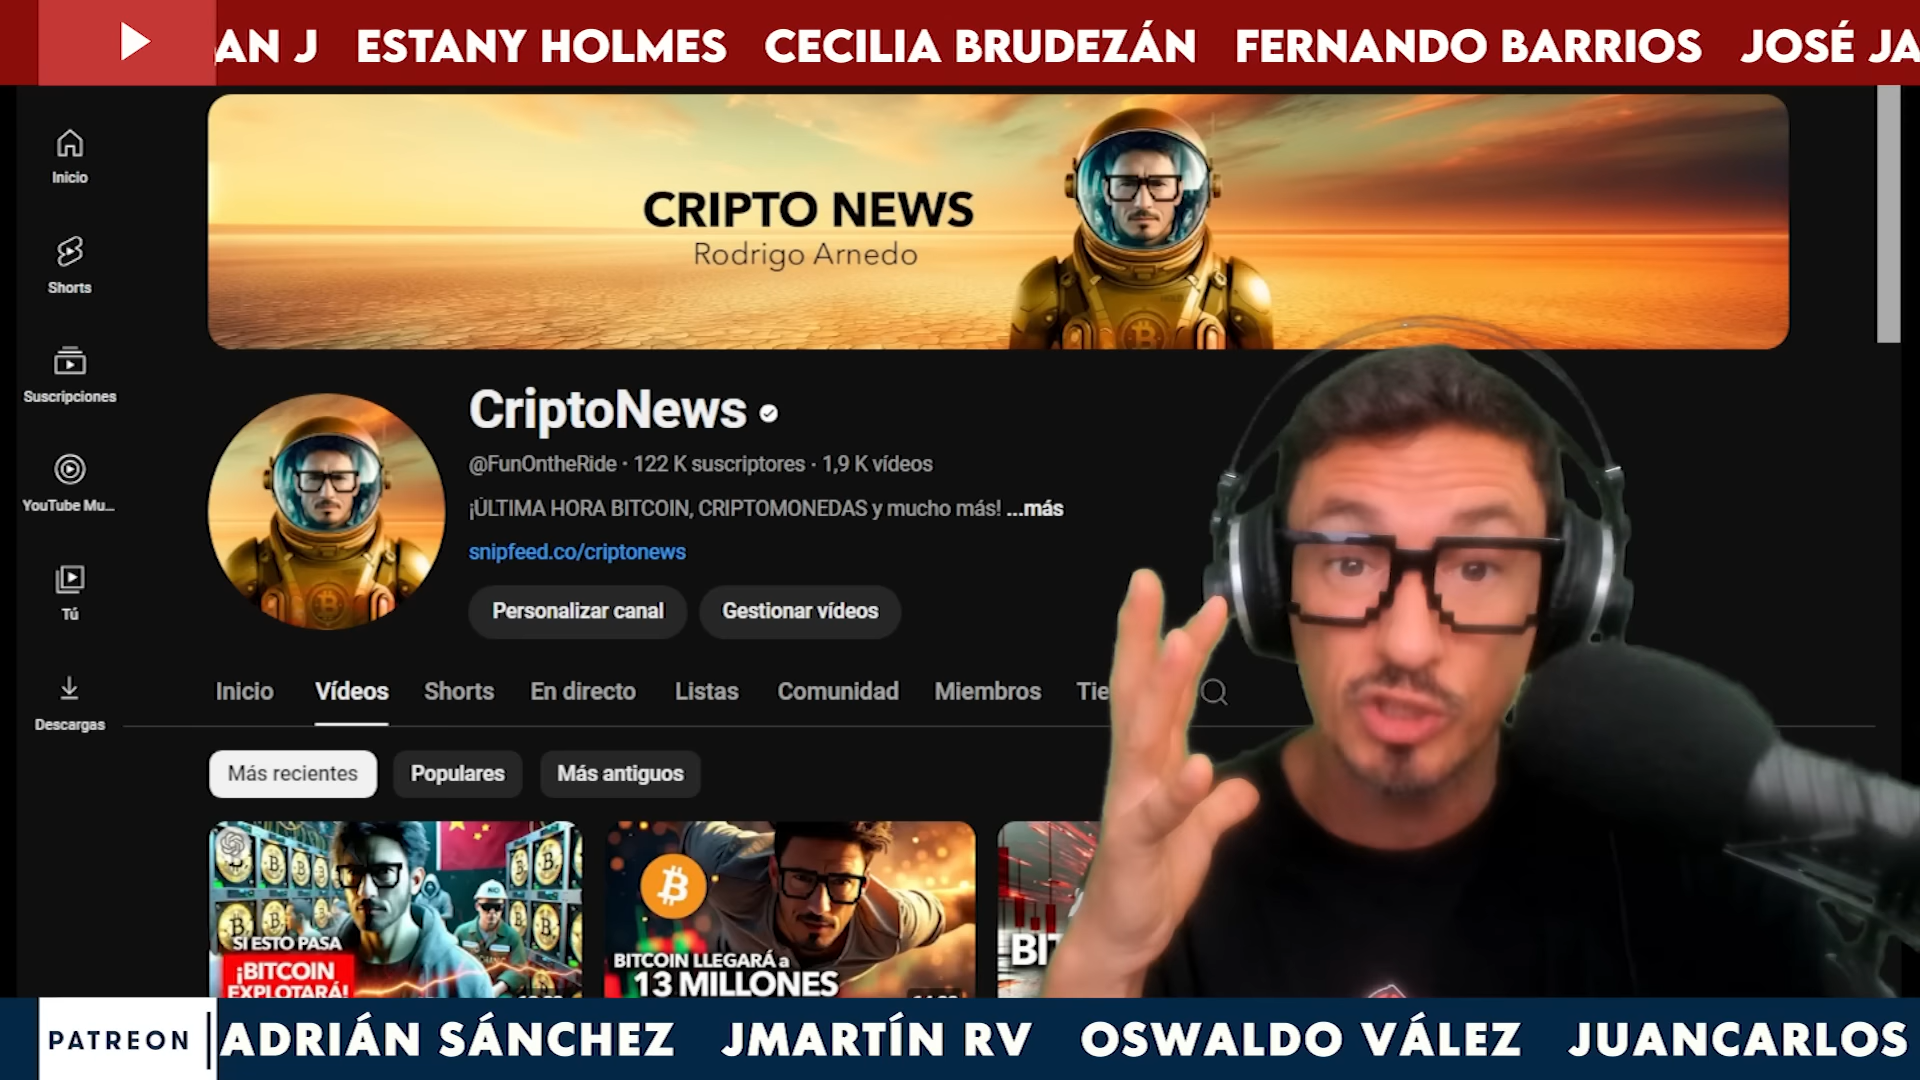 AN J ESTANY HOLMES CECILIA BRUDEZÁN FERNANDO BARRIOS JOSÉ JA
CRIPTO NEWS
Rodrigo Arnedo
Inicio
Shorts
Suscripciones
YouTube Mu...
Tú
Descargas
CriptoNews
@FunOntheRide · 122 K suscriptores · 1,9 K vídeos
¡ÚLTIMA HORA BITCOIN, CRIPTOMONEDAS y mucho más! ...más
snipfeed.co/criptonews
Personalizar canal Gestionar vídeos
Inicio Vídeos Shorts En directo Listas Comunidad Miembros Tie
Más recientes Populares Más antiguos
SI ESTO PASA
¡BITCOIN
EXPLOTARÁ!
BITCOIN LLEGARÁ a
13 MILLONES
BIT
PATREON ADRIÁN SÁNCHEZ JMARTÍN RV OSWALDO VÁLEZ JUANCARLOS